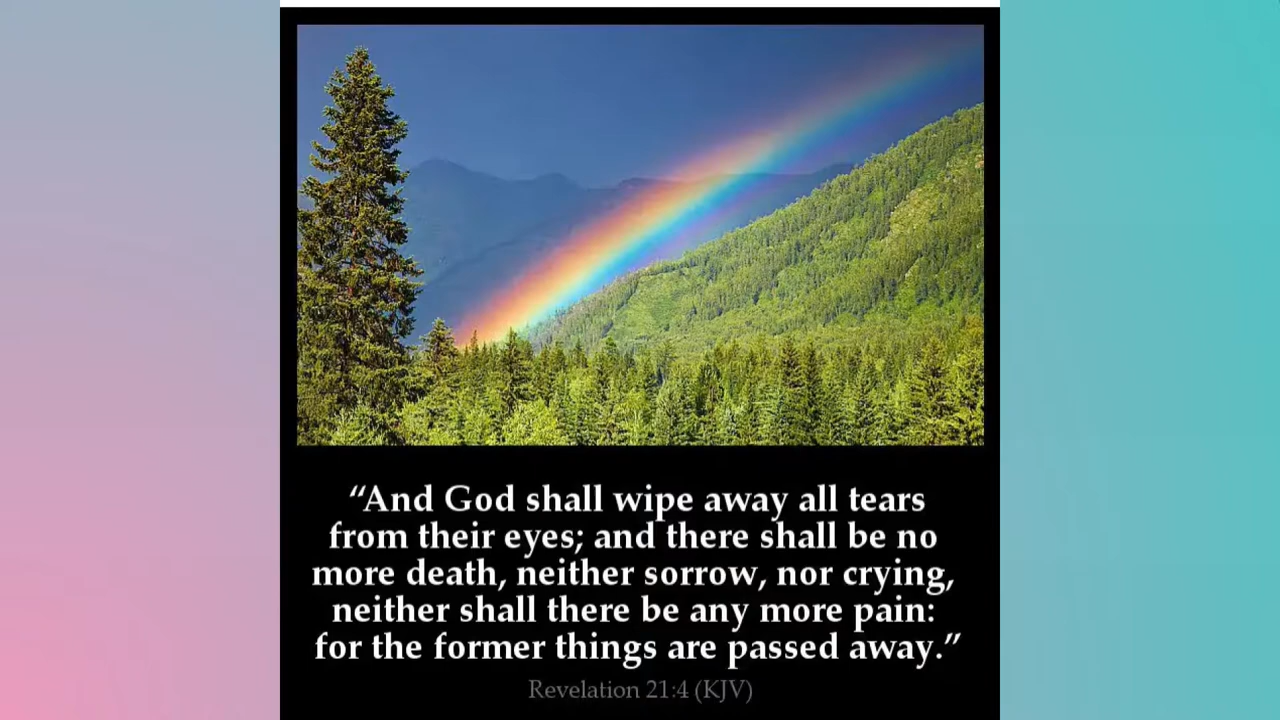 “And God shall wipe away all tears
from their eyes; and there shall be no
more death, neither sorrow, nor crying,
neither shall there be any more pain:
for the former things are passed away.”
Revelation 21:4 (KJV)